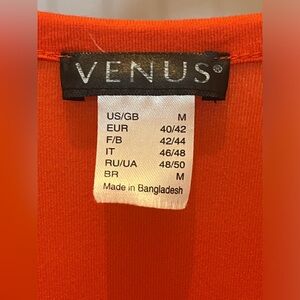 VENUS®
US/GB M
EUR 40/42
F/B 42/44
IT 46/48
RU/UA 48/50
BR M
Made in Bangladesh